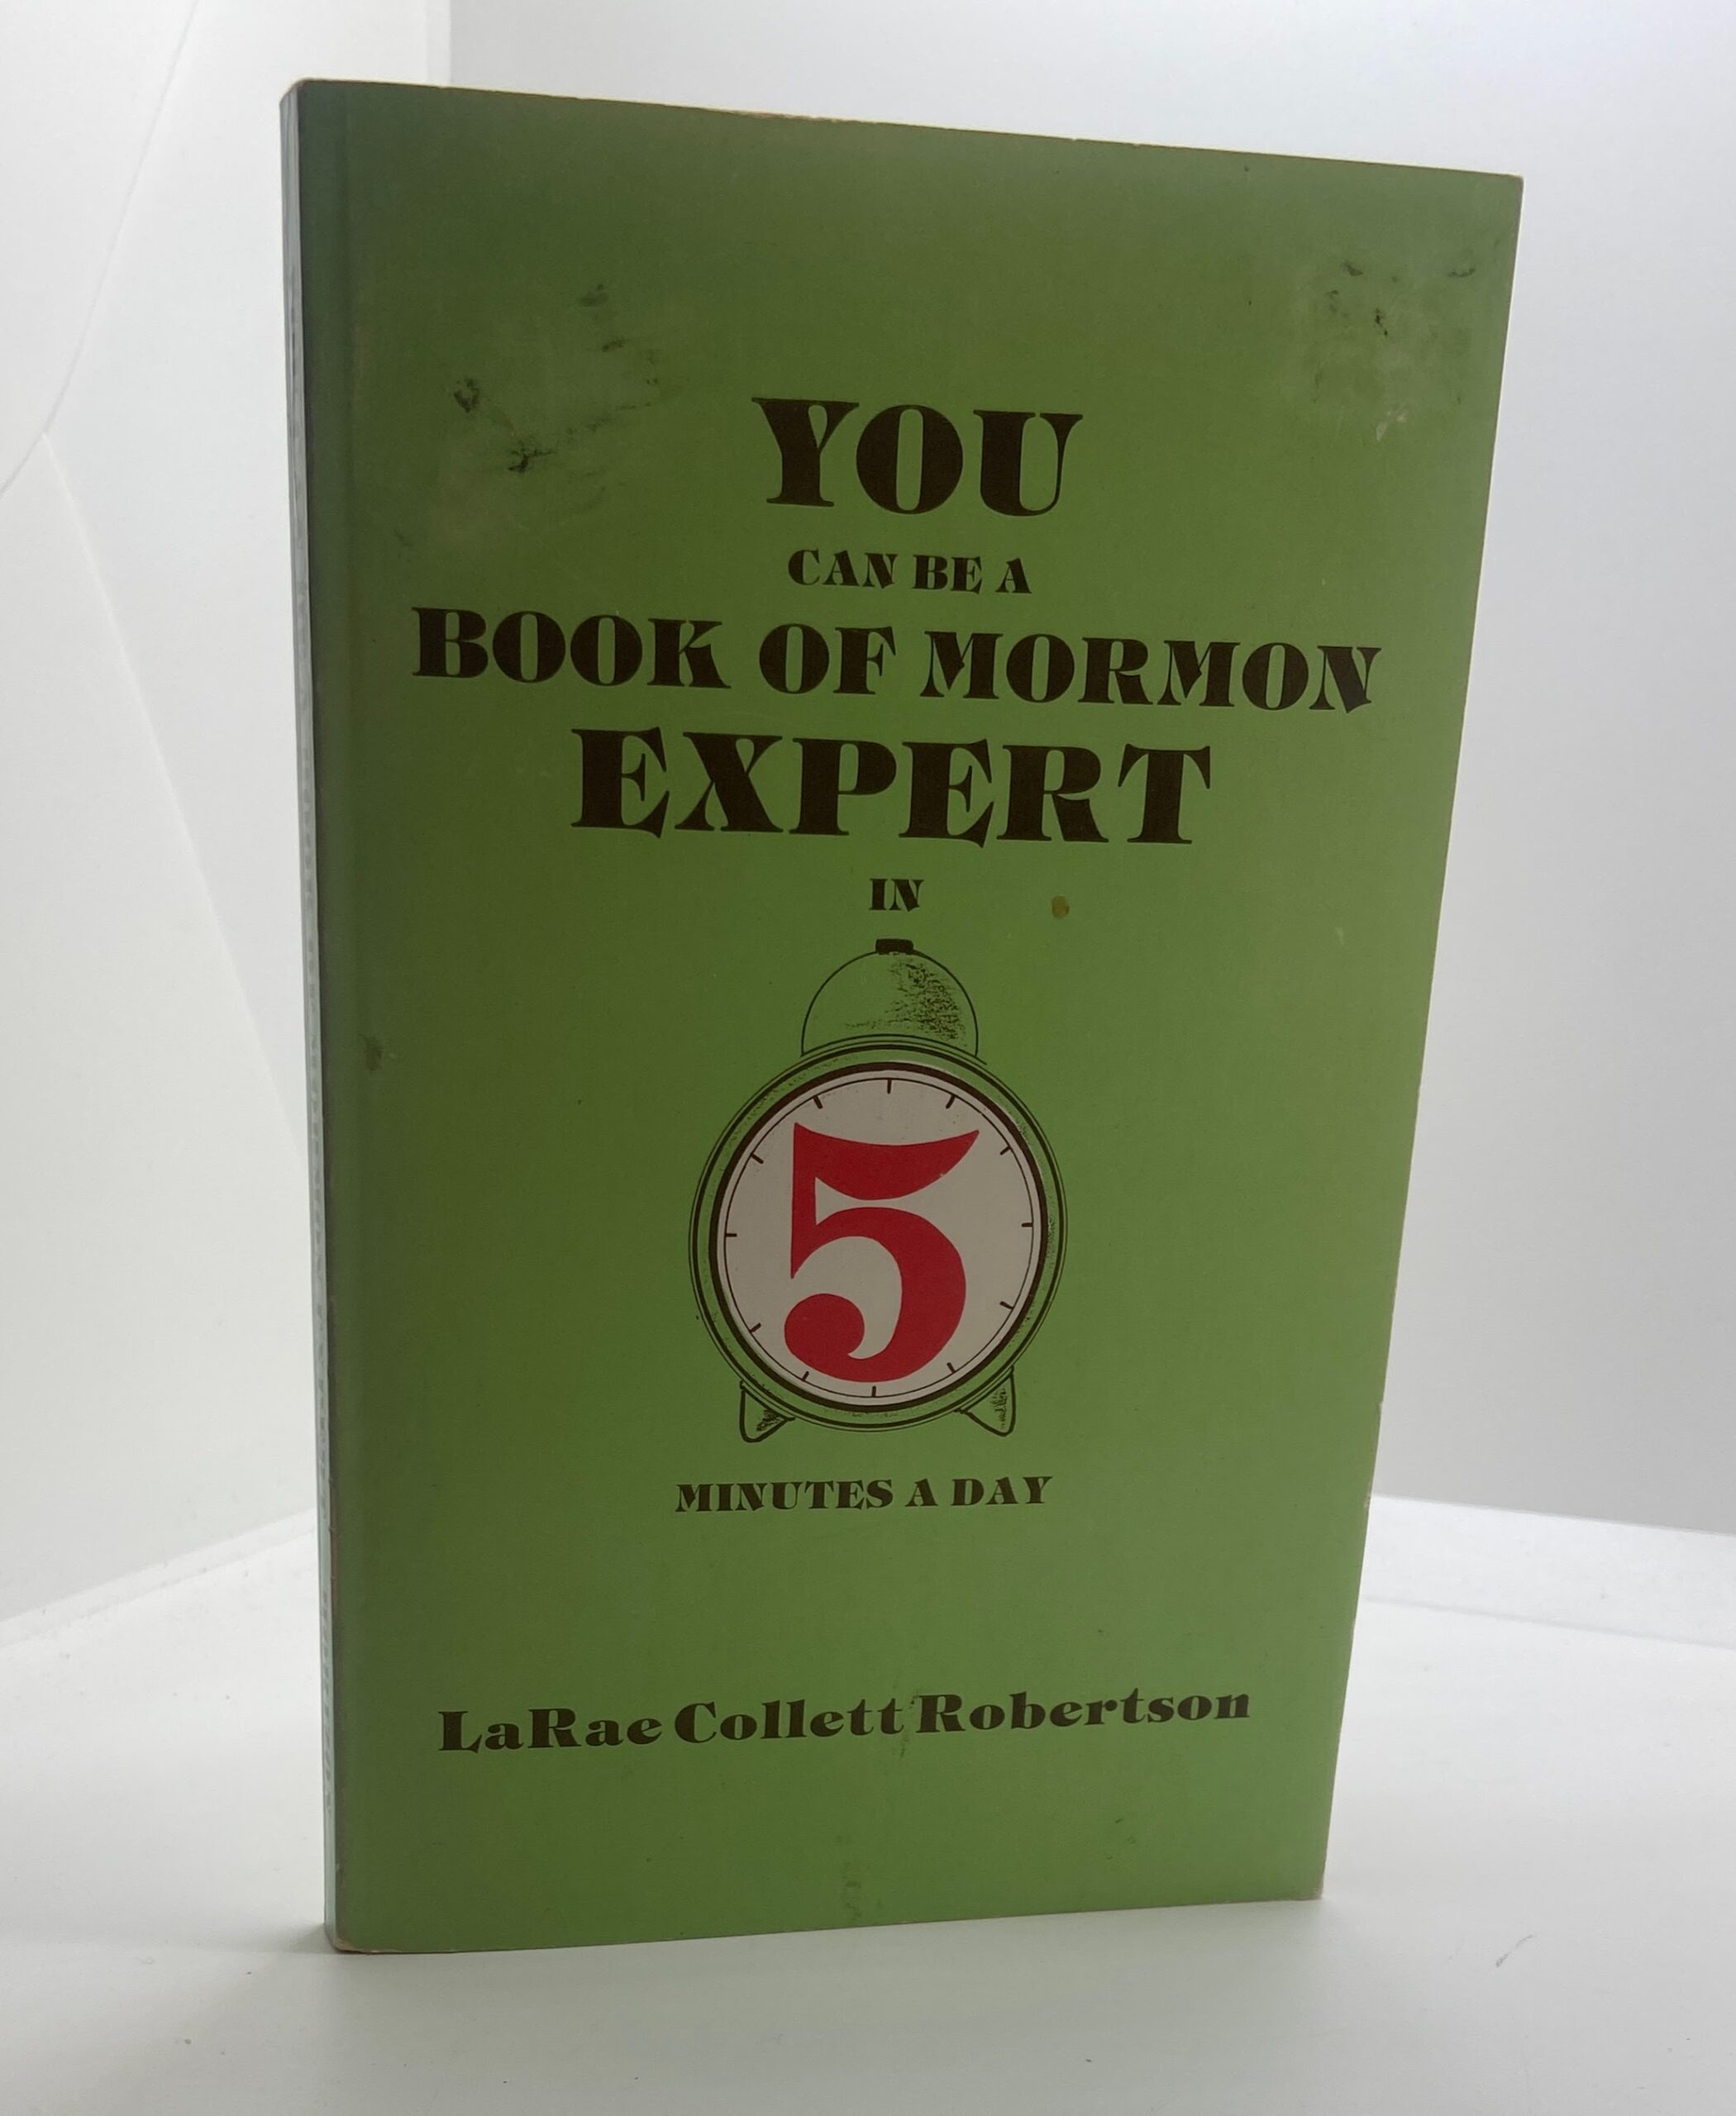 YOU
CAN BE A
BOOK OF MORMON
EXPERT
IN
5
MINUTES A DAY
LaRae Collett Robertson